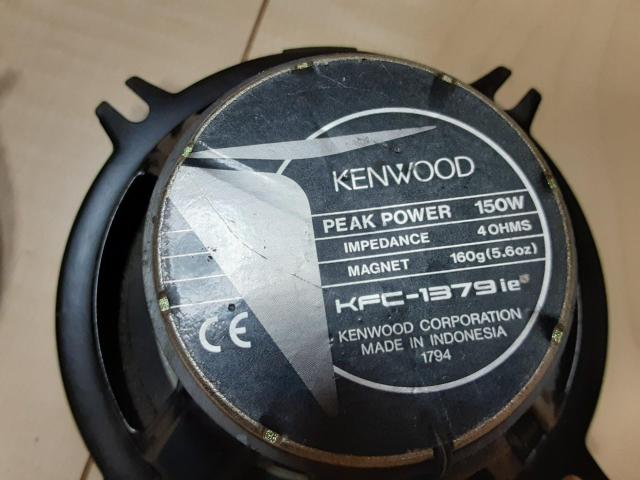 KENWOOD
PEAK POWER 150W
IMPEDANCE 4 OHMS
MAGNET 160g (5.6oz)
KFC-1379ie
KENWOOD CORPORATION
MADE IN INDONESIA
1794
CE